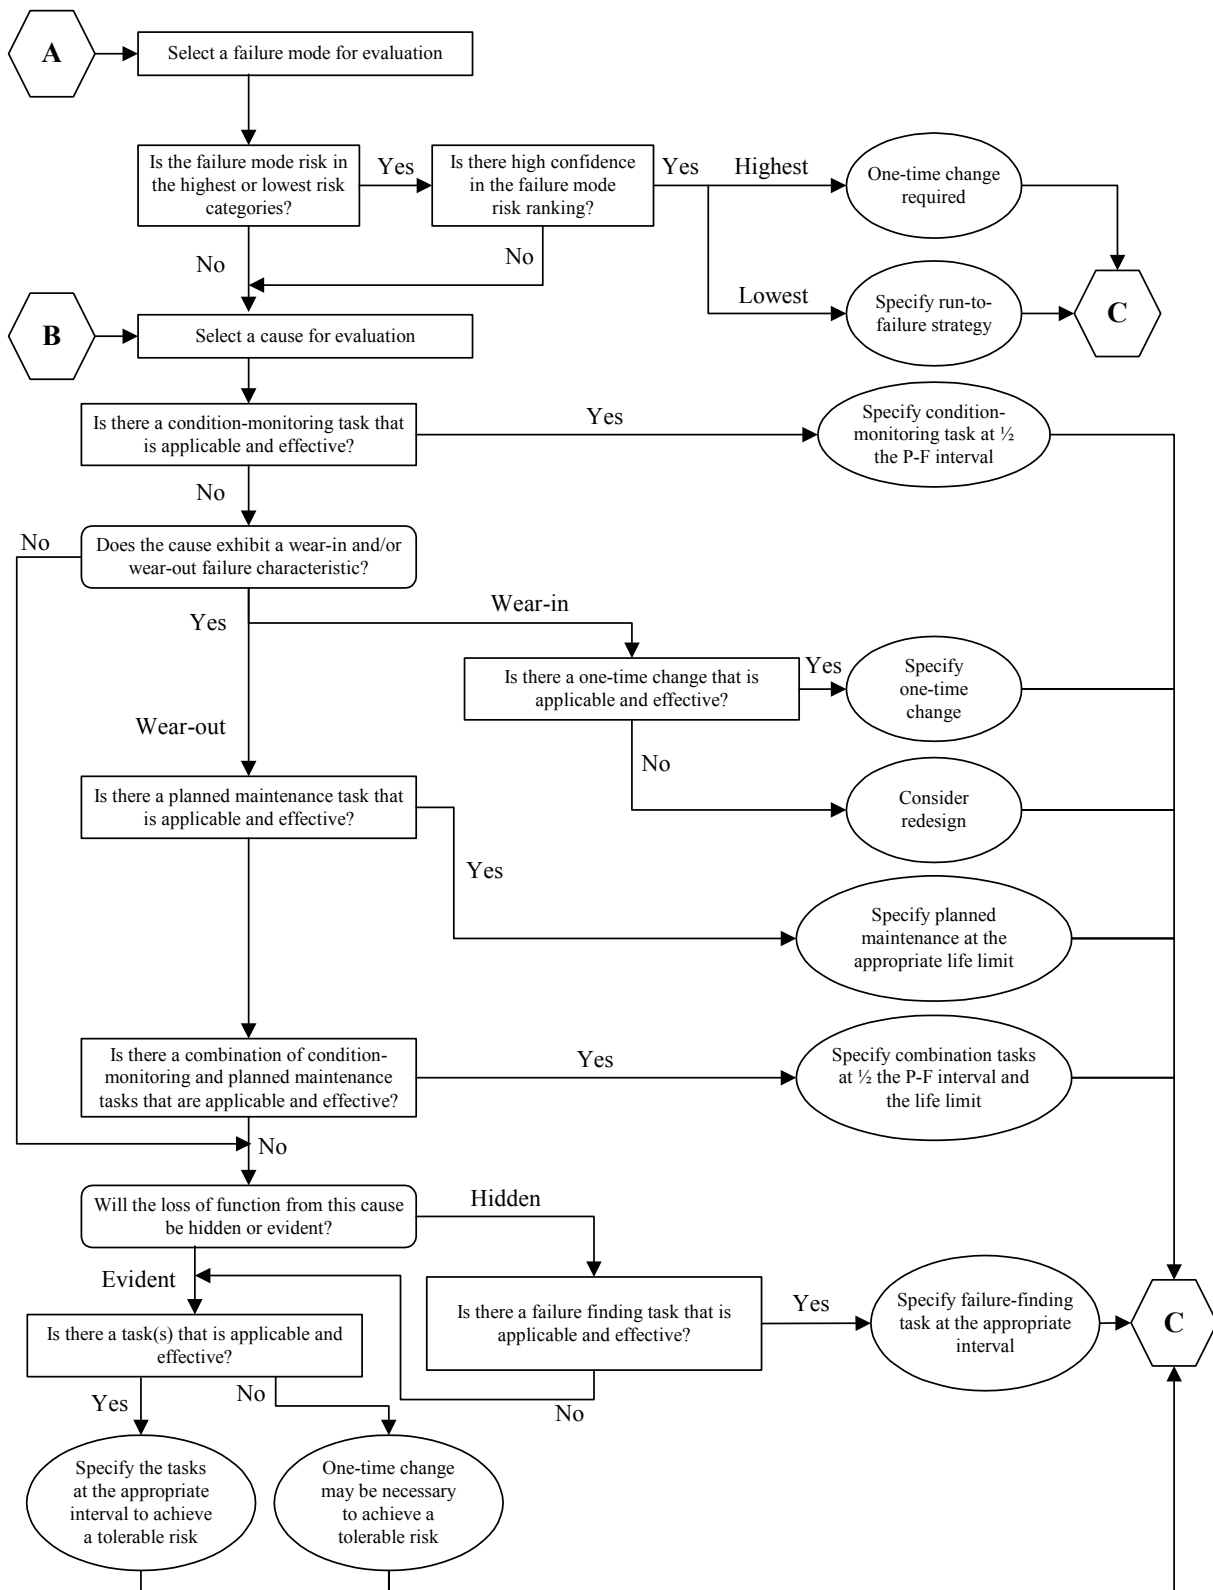 A
Select a failure mode for evaluation
Is the failure mode risk in
the highest or lowest risk
categories?
Yes
Is there high confidence
in the failure mode
risk ranking?
Yes
Highest
One-time change
required
No
No
Lowest
Specify run-to-
failure strategy
C
B
Select a cause for evaluation
Is there a condition-monitoring task that
is applicable and effective?
Yes
Specify condition-
monitoring task at ½
the P-F interval
No
No
Does the cause exhibit a wear-in and/or
wear-out failure characteristic?
Yes
Wear-in
Is there a one-time change that is
applicable and effective?
Yes
Specify
one-time
change
Wear-out
No
Consider
redesign
Is there a planned maintenance task that
is applicable and effective?
Yes
Specify planned
maintenance at the
appropriate life limit
Is there a combination of condition-
monitoring and planned maintenance
tasks that are applicable and effective?
Yes
Specify combination tasks
at ½ the P-F interval and
the life limit
No
Will the loss of function from this cause
be hidden or evident?
Hidden
Evident
Is there a failure finding task that is
applicable and effective?
Yes
Specify failure-finding
task at the appropriate
interval
C
Is there a task(s) that is applicable and
effective?
Yes
No
No
Specify the tasks
at the appropriate
interval to achieve
a tolerable risk
One-time change
may be necessary
to achieve a
tolerable risk